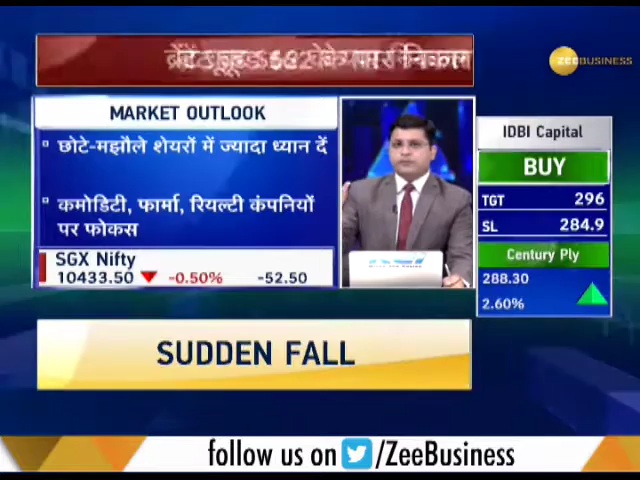 ZEEBUSINESS
MARKET OUTLOOK
छोटे-मझौले शेयरों में ज्यादा ध्यान दें
कमोडिटी, फार्मा, रियल्टी कंपनियों
पर फोकस
SGX Nifty
10433.50 -0.50% -52.50
IDBI Capital
BUY
TGT 296
SL 284.9
Century Ply
288.30
2.60%
SUDDEN FALL
follow us on /ZeeBusiness